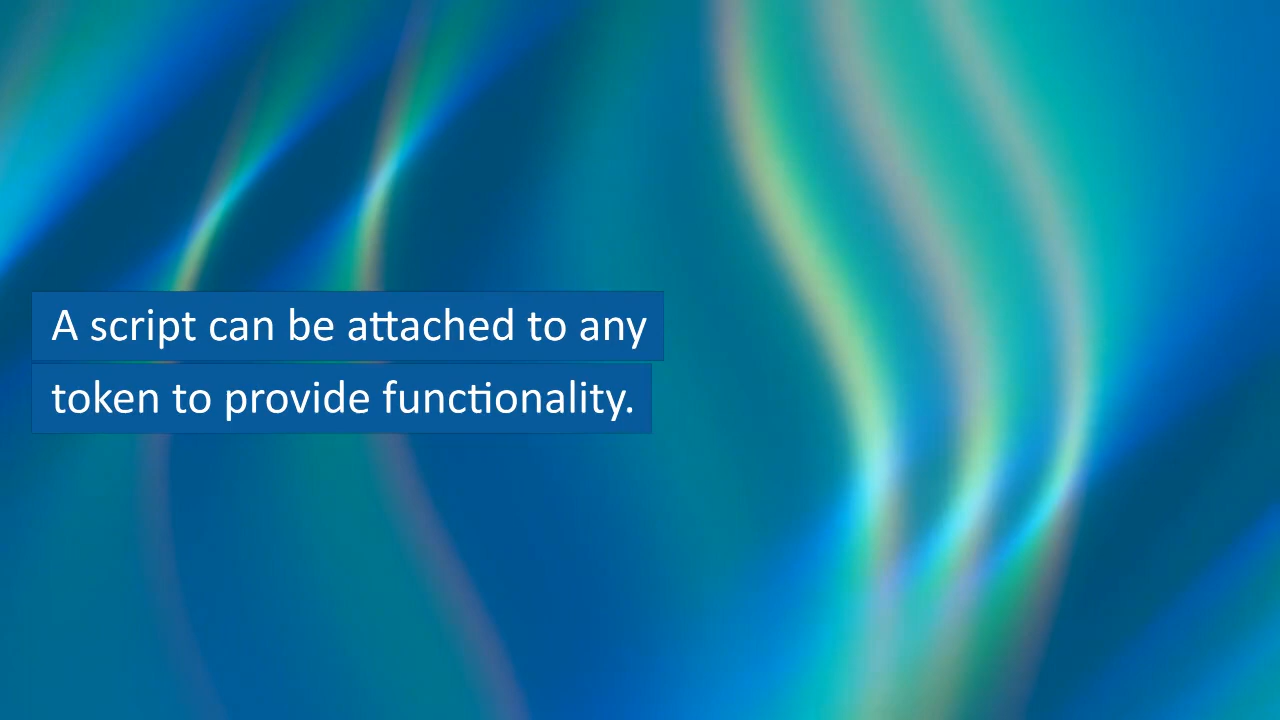 A script can be attached to any
token to provide functionality.